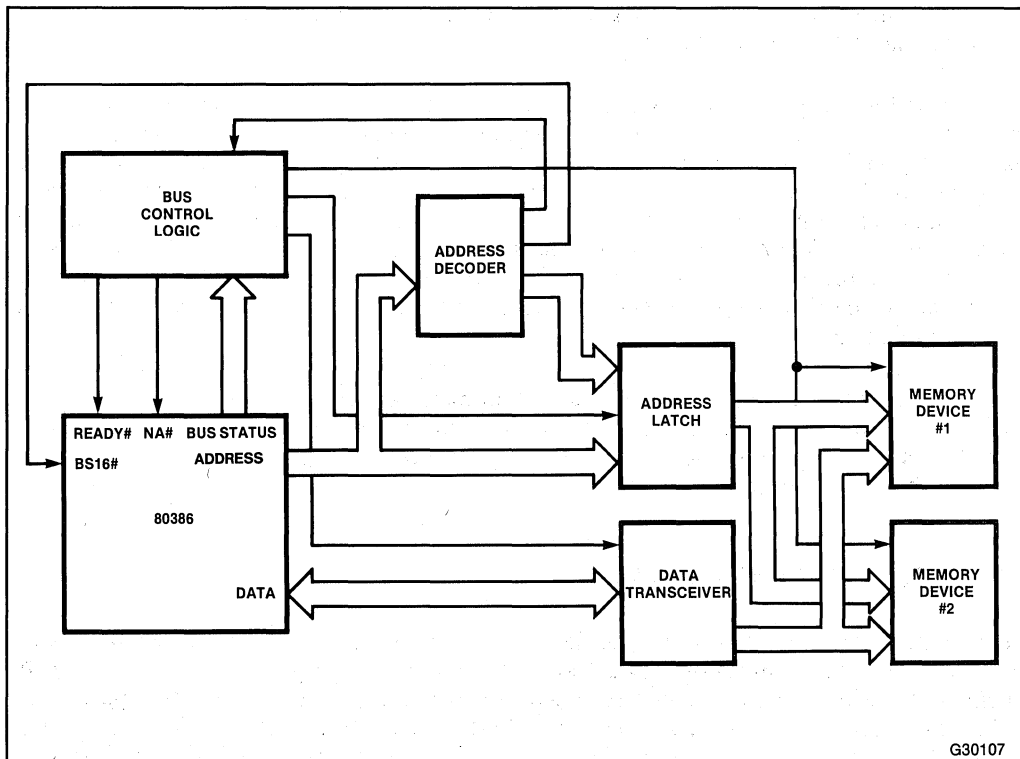 BUS
CONTROL
LOGIC
ADDRESS
DECODER
READY# NA# BUS STATUS
BS16# ADDRESS
80386
DATA
ADDRESS
LATCH
DATA
TRANSCEIVER
MEMORY
DEVICE
#1
MEMORY
DEVICE
#2
G30107